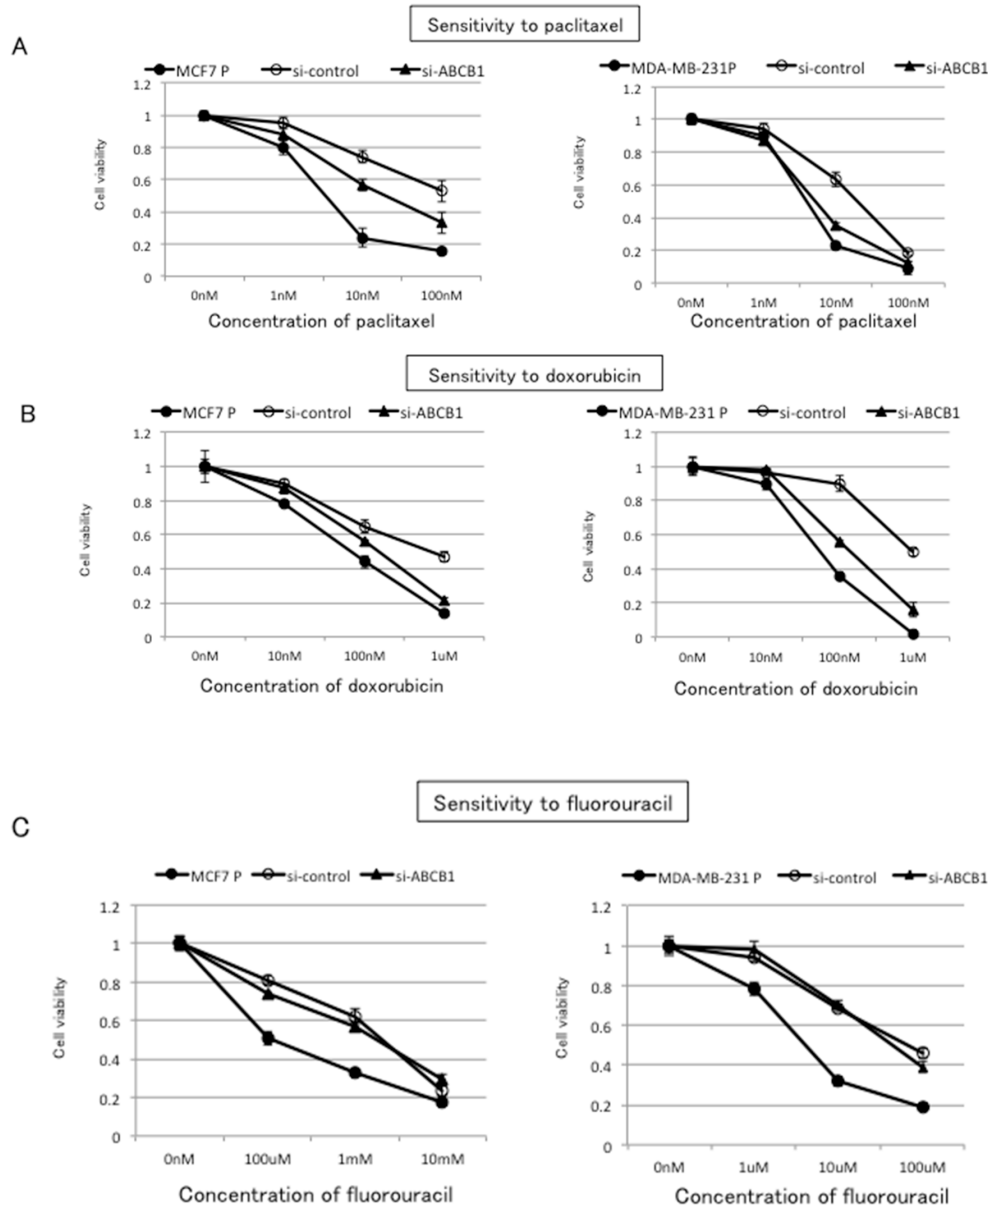 Sensitivity to paclitaxel
A
MCF7 P si-control si-ABCB1
1.2
1
0.8
0.6
0.4
0.2
0
Cell viability
0nM 1nM 10nM 100nM
Concentration of paclitaxel
MDA-MB-231P si-control si-ABCB1
1.2
1
0.8
0.6
0.4
0.2
0
Cell viability
0nM 1nM 10nM 100nM
Concentration of paclitaxel
Sensitivity to doxorubicin
B
MCF7 P si-control si-ABCB1
1.2
1
0.8
0.6
0.4
0.2
0
Cell viability
0nM 10nM 100nM 1uM
Concentration of doxorubicin
MDA-MB-231 P si-control si-ABCB1
1.2
1
0.8
0.6
0.4
0.2
0
Cell viability
0nM 10nM 100nM 1uM
Concentration of doxorubicin
Sensitivity to fluorouracil
C
MCF7 P si-control si-ABCB1
1.2
1
0.8
0.6
0.4
0.2
0
Cell viability
0nM 100uM 1mM 10mM
Concentration of fluorouracil
MDA-MB-231 P si-control si-ABCB1
1.2
1
0.8
0.6
0.4
0.2
0
Cell viability
0nM 1uM 10uM 100uM
Concentration of fluorouracil